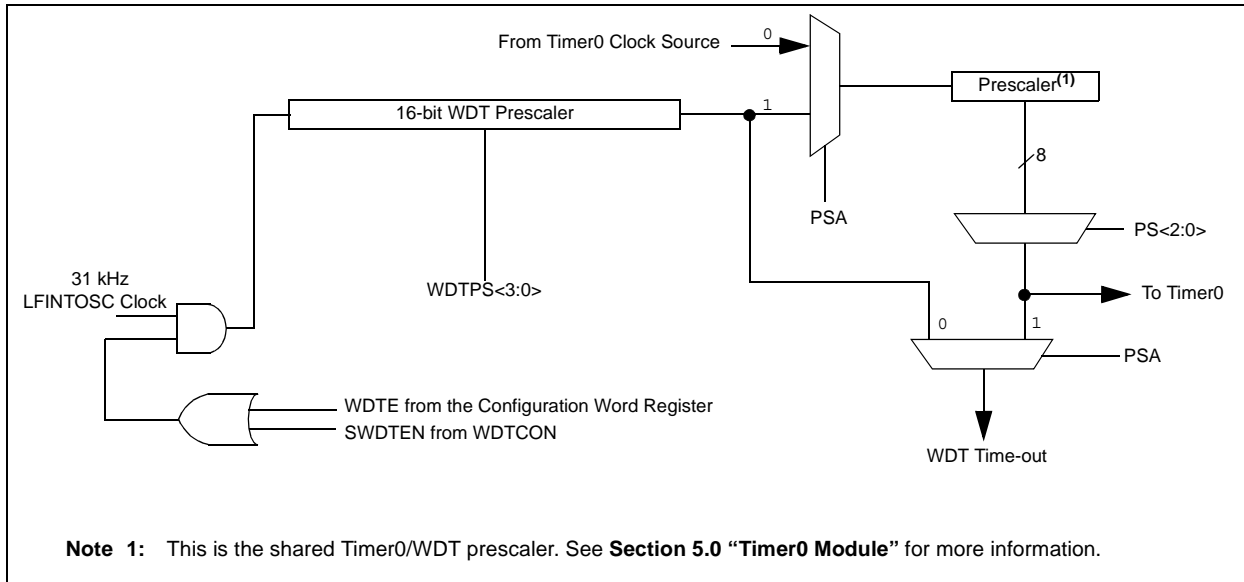 From Timer0 Clock Source
0
Prescaler(1)
16-bit WDT Prescaler
1
8
PSA
PS<2:0>
31 kHz
LFINTOSC Clock
WDTPS<3:0>
To Timer0
0
1
PSA
WDTE from the Configuration Word Register
SWDTEN from WDTCON
WDT Time-out
Note 1: This is the shared Timer0/WDT prescaler. See Section 5.0 “Timer0 Module” for more information.